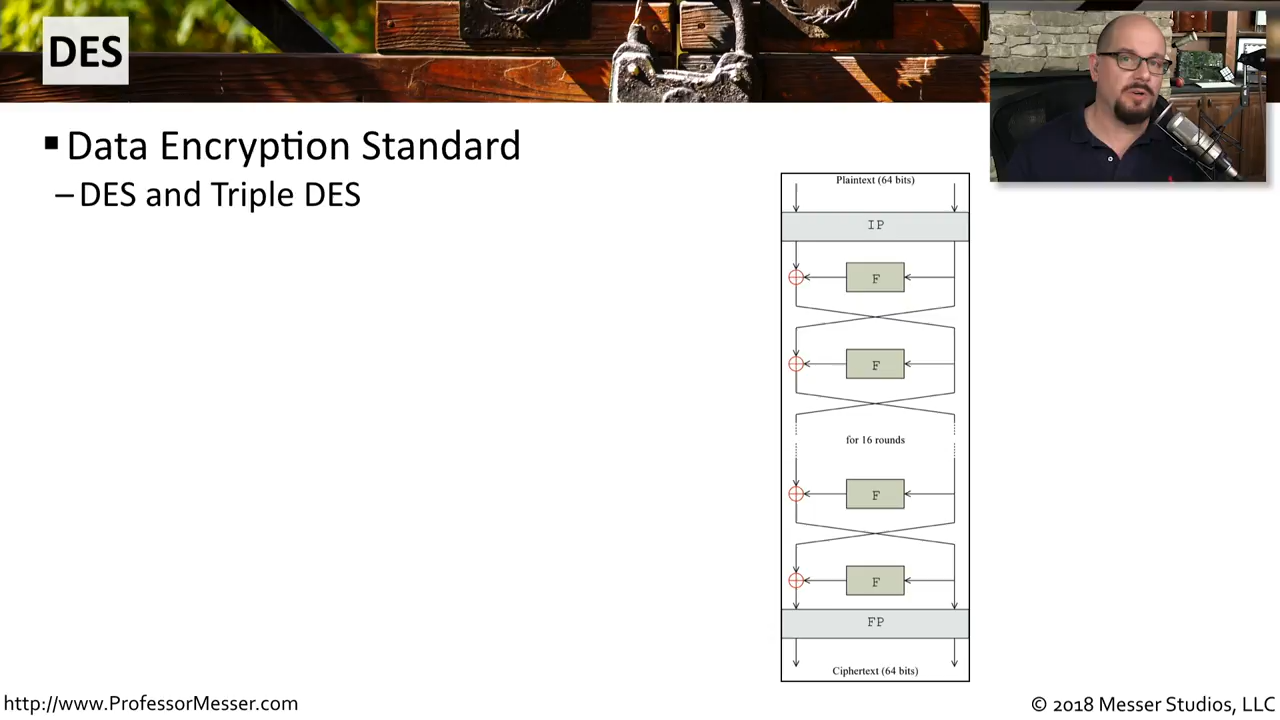 DES
▪ Data Encryption Standard
– DES and Triple DES
Plaintext (64 bits)
IP
F
F
for 16 rounds
F
F
FP
Ciphertext (64 bits)
http://www.ProfessorMesser.com
© 2018 Messer Studios, LLC